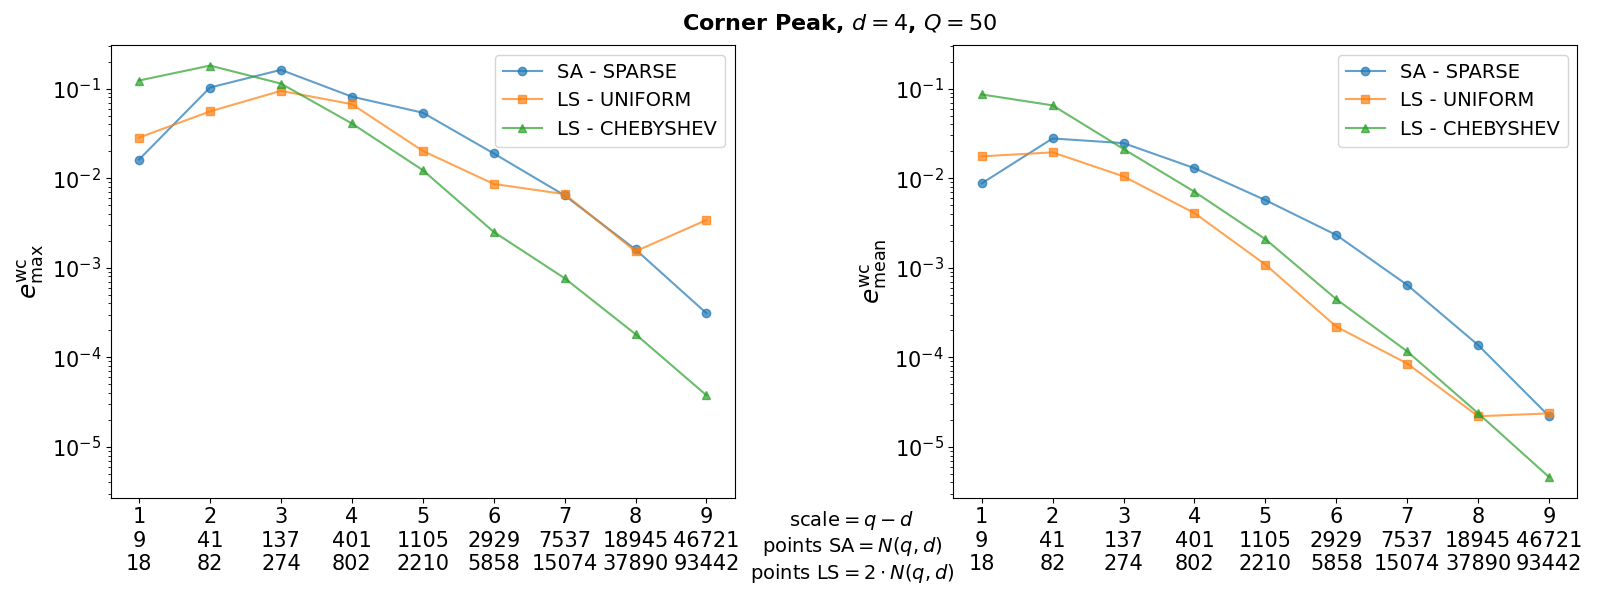 Corner Peak, d = 4, Q = 50
e^wc_max
10^−1
10^−2
10^−3
10^−4
10^−5
SA - SPARSE
LS - UNIFORM
LS - CHEBYSHEV
1 2 3 4 5 6 7 8 9
9 41 137 401 1105 2929 7537 18945 46721
18 82 274 802 2210 5858 15074 37890 93442
scale = q − d
points SA = N(q, d)
points LS = 2 · N(q, d)
e^wc_mean
10^−1
10^−2
10^−3
10^−4
10^−5
SA - SPARSE
LS - UNIFORM
LS - CHEBYSHEV
1 2 3 4 5 6 7 8 9
9 41 137 401 1105 2929 7537 18945 46721
18 82 274 802 2210 5858 15074 37890 93442